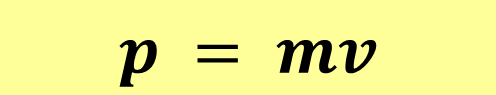 p = mv